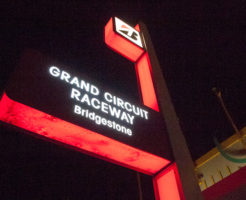 GRAND CIRCUIT
RACEWAY
Bridgestone